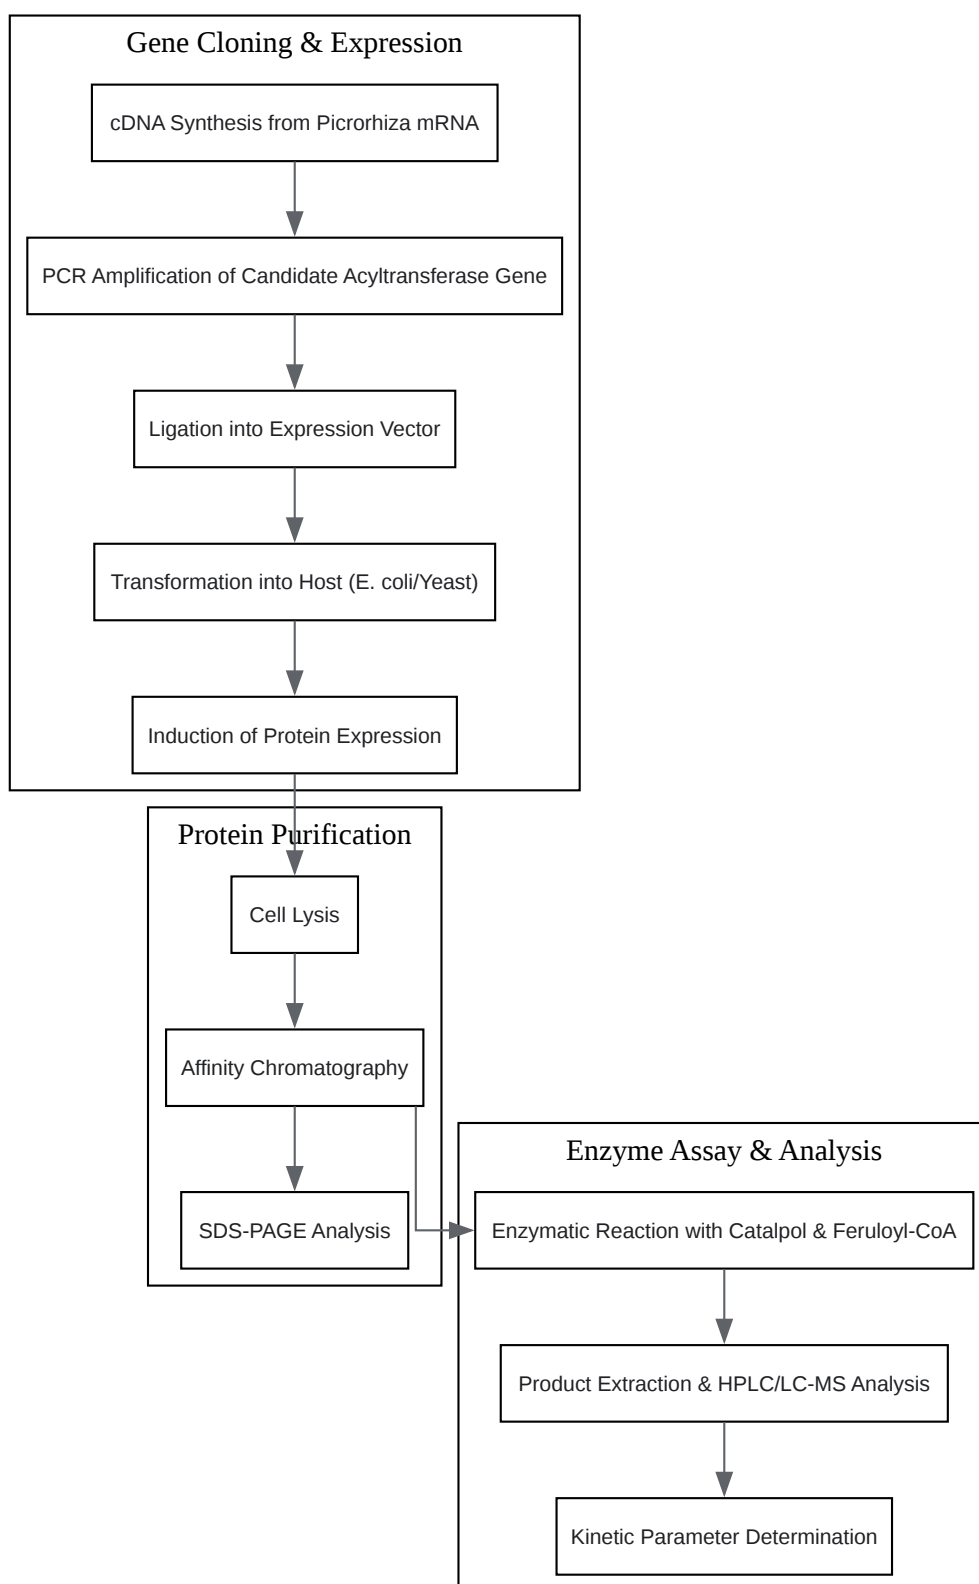 Gene Cloning & Expression
cDNA Synthesis from Picrorhiza mRNA
PCR Amplification of Candidate Acyltransferase Gene
Ligation into Expression Vector
Transformation into Host (E. coli/Yeast)
Induction of Protein Expression
Protein Purification
Cell Lysis
Affinity Chromatography
SDS-PAGE Analysis
Enzyme Assay & Analysis
Enzymatic Reaction with Catalpol & Feruloyl-CoA
Product Extraction & HPLC/LC-MS Analysis
Kinetic Parameter Determination